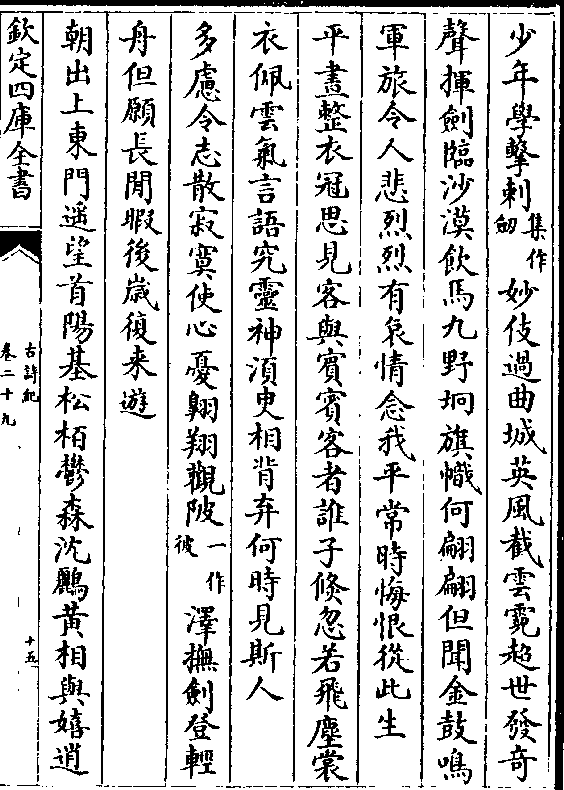 少年學擊刺集作劒妙伎過曲城英風截雲霓超世發奇
聲揮劍臨沙漠飲馬九野坰旗幟何翩翩但聞金鼓鳴
軍旅令人悲烈烈有哀情念我平常時悔恨從此生
平晝整衣冠思見客與賓賓客者誰子倐忽若飛塵裳
衣佩雲氣言語究靈神湏臾相背弃何時見斯人
多慮令志散寂寞使心憂翺翔觀陂一作彼澤撫劍登輕
舟但願長閒暇後歲復来遊
朝出上東門遥望首陽基松栢鬱森沈鸝黄相與嬉逍
欽定四庫全書
古詩紀
卷二十九
十五